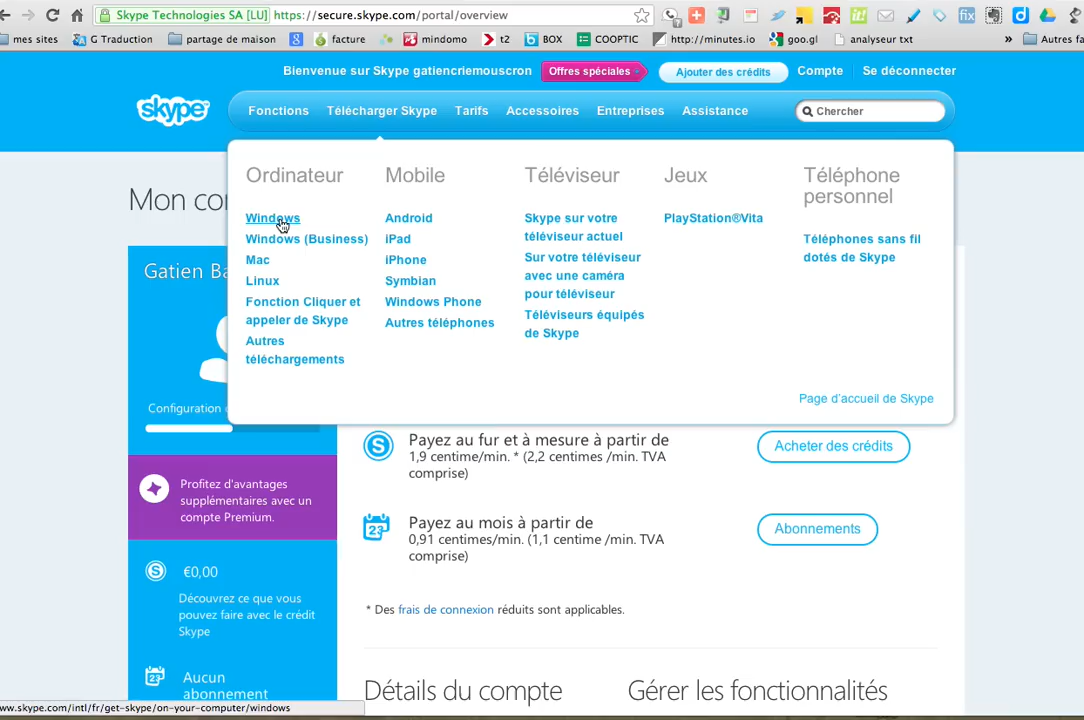 Skype Technologies SA [LU] https://secure.skype.com/portal/overview
mes sites G Traduction partage de maison facture mindomo t2 BOX COOPTIC http://minutes.io goo.gl analyseur txt » Autres fa
Bienvenue sur Skype gatiencriemouscron Offres spéciales Ajouter des crédits Compte Se déconnecter
skype Fonctions Télécharger Skype Tarifs Accessoires Entreprises Assistance Chercher
Mon co
Gatien Ba
Configuration
Ordinateur
Windows
Windows (Business)
Mac
Linux
Fonction Cliquer et
appeler de Skype
Autres
téléchargements
Mobile
Android
iPad
iPhone
Symbian
Windows Phone
Autres téléphones
Téléviseur
Skype sur votre
téléviseur actuel
Sur votre téléviseur
avec une caméra
pour téléviseur
Téléviseurs équipés
de Skype
Jeux
PlayStation®Vita
Téléphone
personnel
Téléphones sans fil
dotés de Skype
Page d'accueil de Skype
Profitez d'avantages
supplémentaires avec un
compte Premium.
€0,00
Découvrez ce que vous
pouvez faire avec le crédit
Skype
23
Aucun
abonnement
Payez au fur et à mesure à partir de
1,9 centime/min. * (2,2 centimes /min. TVA
comprise)
Acheter des crédits
23
Payez au mois à partir de
0,91 centimes/min. (1,1 centime /min. TVA
comprise)
Abonnements
* Des frais de connexion réduits sont applicables.
Détails du compte Gérer les fonctionnalités
ww.skype.com/intl/fr/get-skype/on-your-computer/windows